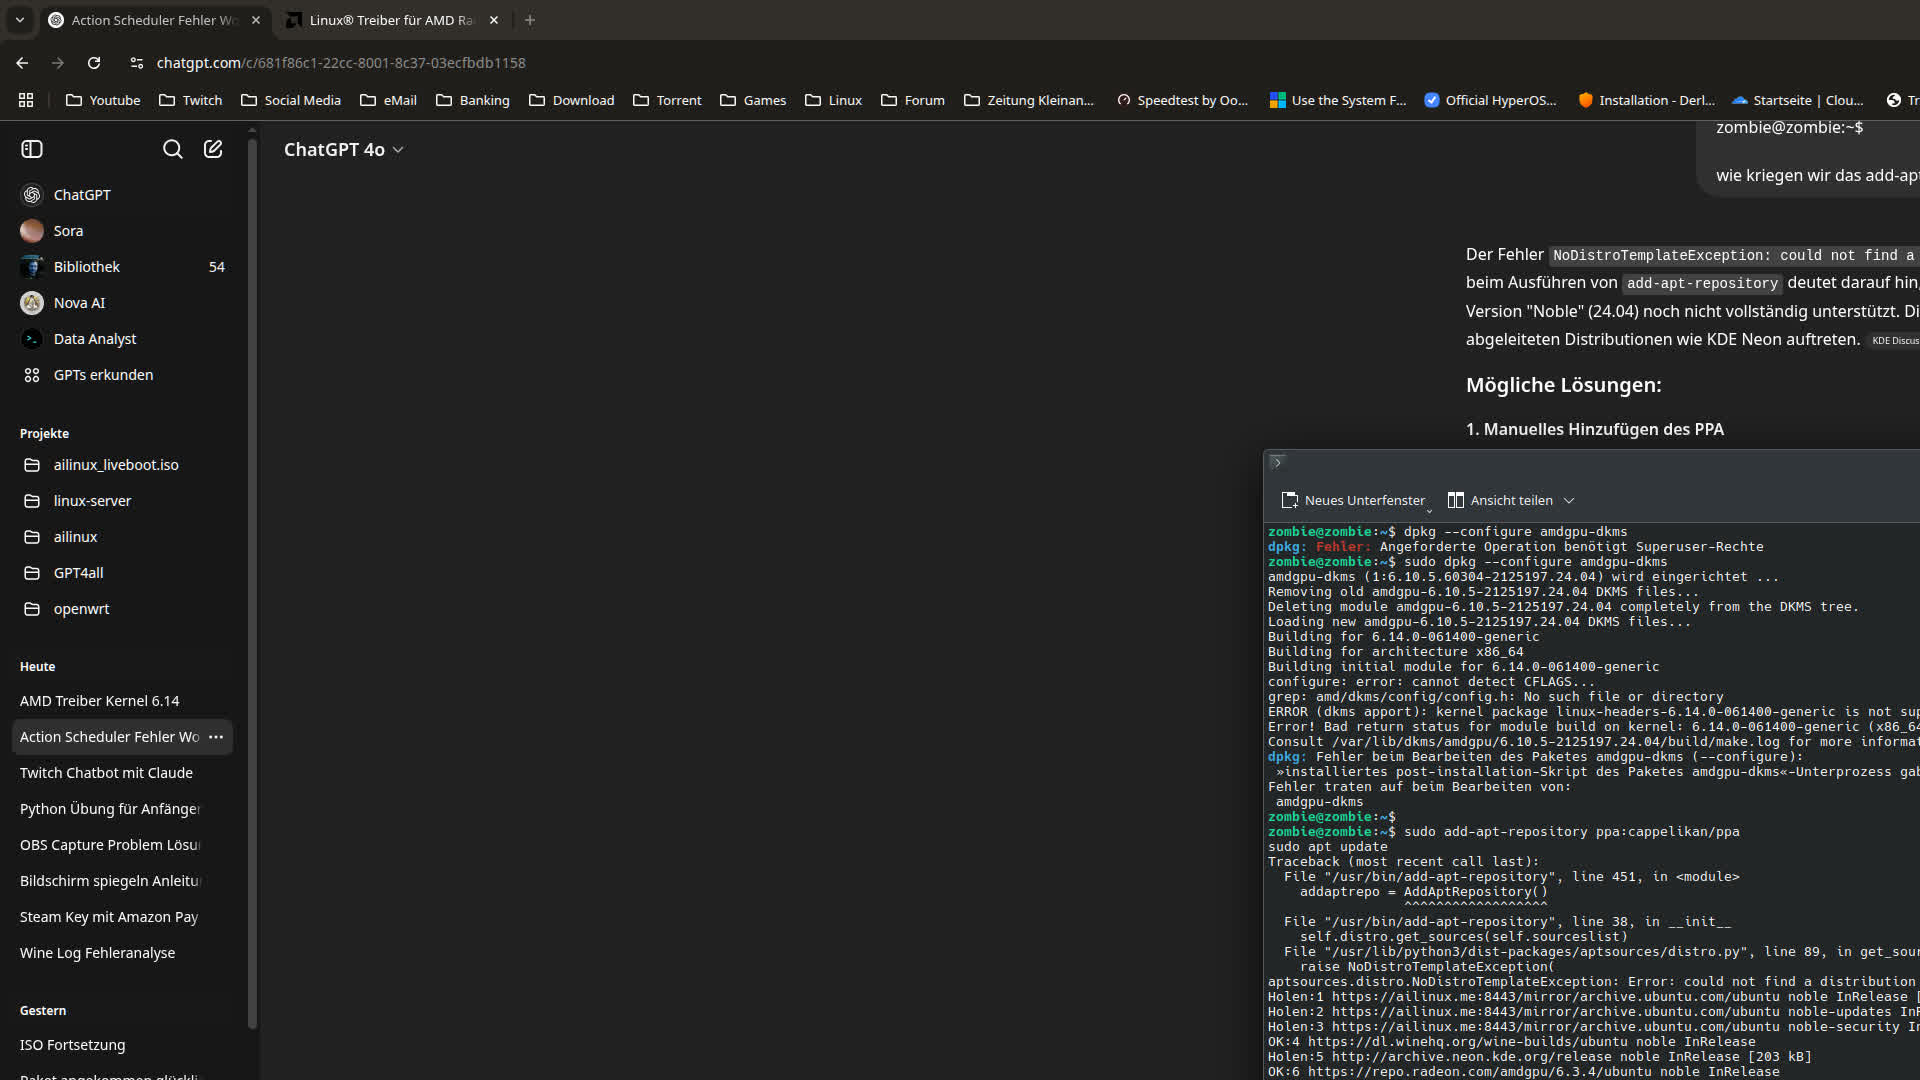 Action Scheduler Fehler Wo
Linux® Treiber für AMD Ra
chatgpt.com/c/681f86c1-22cc-8001-8c37-03ecfbdb1158
Youtube
Twitch
Social Media
eMail
Banking
Download
Torrent
Games
Linux
Forum
Zeitung Kleinan...
Speedtest by Oo...
Use the System F...
Official HyperOS...
Installation - Derl...
Startseite | Clou...
Tr
ChatGPT
Sora
Bibliothek 54
Nova AI
Data Analyst
GPTs erkunden
Projekte
ailinux_liveboot.iso
linux-server
ailinux
GPT4all
openwrt
Heute
AMD Treiber Kernel 6.14
Action Scheduler Fehler Wo
Twitch Chatbot mit Claude
Python Übung für Anfänger
OBS Capture Problem Lösu
Bildschirm spiegeln Anleitu
Steam Key mit Amazon Pay
Wine Log Fehleranalyse
Gestern
ISO Fortsetzung
ChatGPT 4o
zombie@zombie:~$
wie kriegen wir das add-apt
Der Fehler NoDistroTemplateException: could not find a
beim Ausführen von add-apt-repository deutet darauf hin,
Version "Noble" (24.04) noch nicht vollständig unterstützt. Di
abgeleiteten Distributionen wie KDE Neon auftreten. KDE Discus
Mögliche Lösungen:
1. Manuelles Hinzufügen des PPA
Neues Unterfenster
Ansicht teilen
zombie@zombie:~$ dpkg --configure amdgpu-dkms
dpkg: Fehler: Angeforderte Operation benötigt Superuser-Rechte
zombie@zombie:~$ sudo dpkg --configure amdgpu-dkms
amdgpu-dkms (1:6.10.5.60304-2125197.24.04) wird eingerichtet ...
Removing old amdgpu-6.10.5-2125197.24.04 DKMS files...
Deleting module amdgpu-6.10.5-2125197.24.04 completely from the DKMS tree.
Loading new amdgpu-6.10.5-2125197.24.04 DKMS files...
Building for 6.14.0-061400-generic
Building for architecture x86_64
Building initial module for 6.14.0-061400-generic
configure: error: cannot detect CFLAGS...
grep: amd/dkms/config/config.h: No such file or directory
ERROR (dkms apport): kernel package linux-headers-6.14.0-061400-generic is not sup
Error! Bad return status for module build on kernel: 6.14.0-061400-generic (x86_64
Consult /var/lib/dkms/amdgpu/6.10.5-2125197.24.04/build/make.log for more informat
dpkg: Fehler beim Bearbeiten des Paketes amdgpu-dkms (--configure):
»installiertes post-installation-Skript des Paketes amdgpu-dkms«-Unterprozess gab
Fehler traten auf beim Bearbeiten von:
amdgpu-dkms
zombie@zombie:~$
zombie@zombie:~$ sudo add-apt-repository ppa:cappelikan/ppa
sudo apt update
Traceback (most recent call last):
File "/usr/bin/add-apt-repository", line 451, in <module>
addaptrepo = AddAptRepository()
^^^^^^^^^^^^^^^^^^
File "/usr/bin/add-apt-repository", line 38, in __init__
self.distro.get_sources(self.sourceslist)
File "/usr/lib/python3/dist-packages/aptsources/distro.py", line 89, in get_sour
raise NoDistroTemplateException(
aptsources.distro.NoDistroTemplateException: Error: could not find a distribution
Holen:1 https://ailinux.me:8443/mirror/archive.ubuntu.com/ubuntu noble InRelease [
Holen:2 https://ailinux.me:8443/mirror/archive.ubuntu.com/ubuntu noble-updates InR
Holen:3 https://ailinux.me:8443/mirror/archive.ubuntu.com/ubuntu noble-security In
OK:4 https://dl.winehq.org/wine-builds/ubuntu noble InRelease
Holen:5 http://archive.neon.kde.org/release noble InRelease [203 kB]
OK:6 https://repo.radeon.com/amdgpu/6.3.4/ubuntu noble InRelease